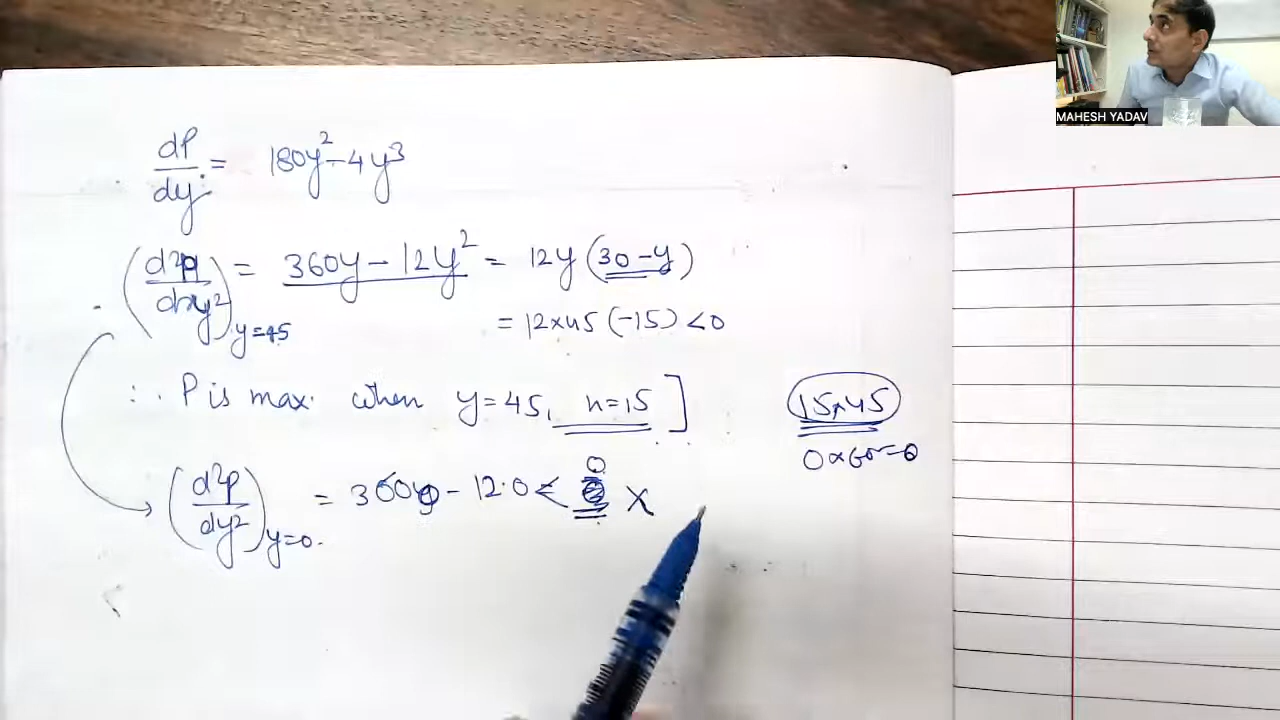 MAHESH YADAV
dP/dy = 180y² - 4y³
(d²p/dy²) y=45 = 360y - 12y² = 12y (30 - y)
= 12×45 (-15) < 0
∴ P is max. when y=45, n=15 ]
15×45
0×60=0
(d²p/dy²) y=0. = 360 - 12.0 < 0 X